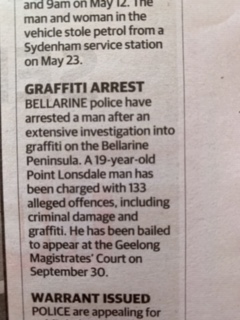 and 9am on May 12. The
man and woman in the
vehicle stole petrol from a
Sydenham service station
on May 23.
GRAFFITI ARREST
BELLARINE police have
arrested a man after an
extensive investigation into
graffiti on the Bellarine
Peninsula. A 19-year-old
Point Lonsdale man has
been charged with 133
alleged offences, including
criminal damage and
graffiti. He has been bailed
to appear at the Geelong
Magistrates' Court on
September 30.
WARRANT ISSUED
POLICE are appealing for